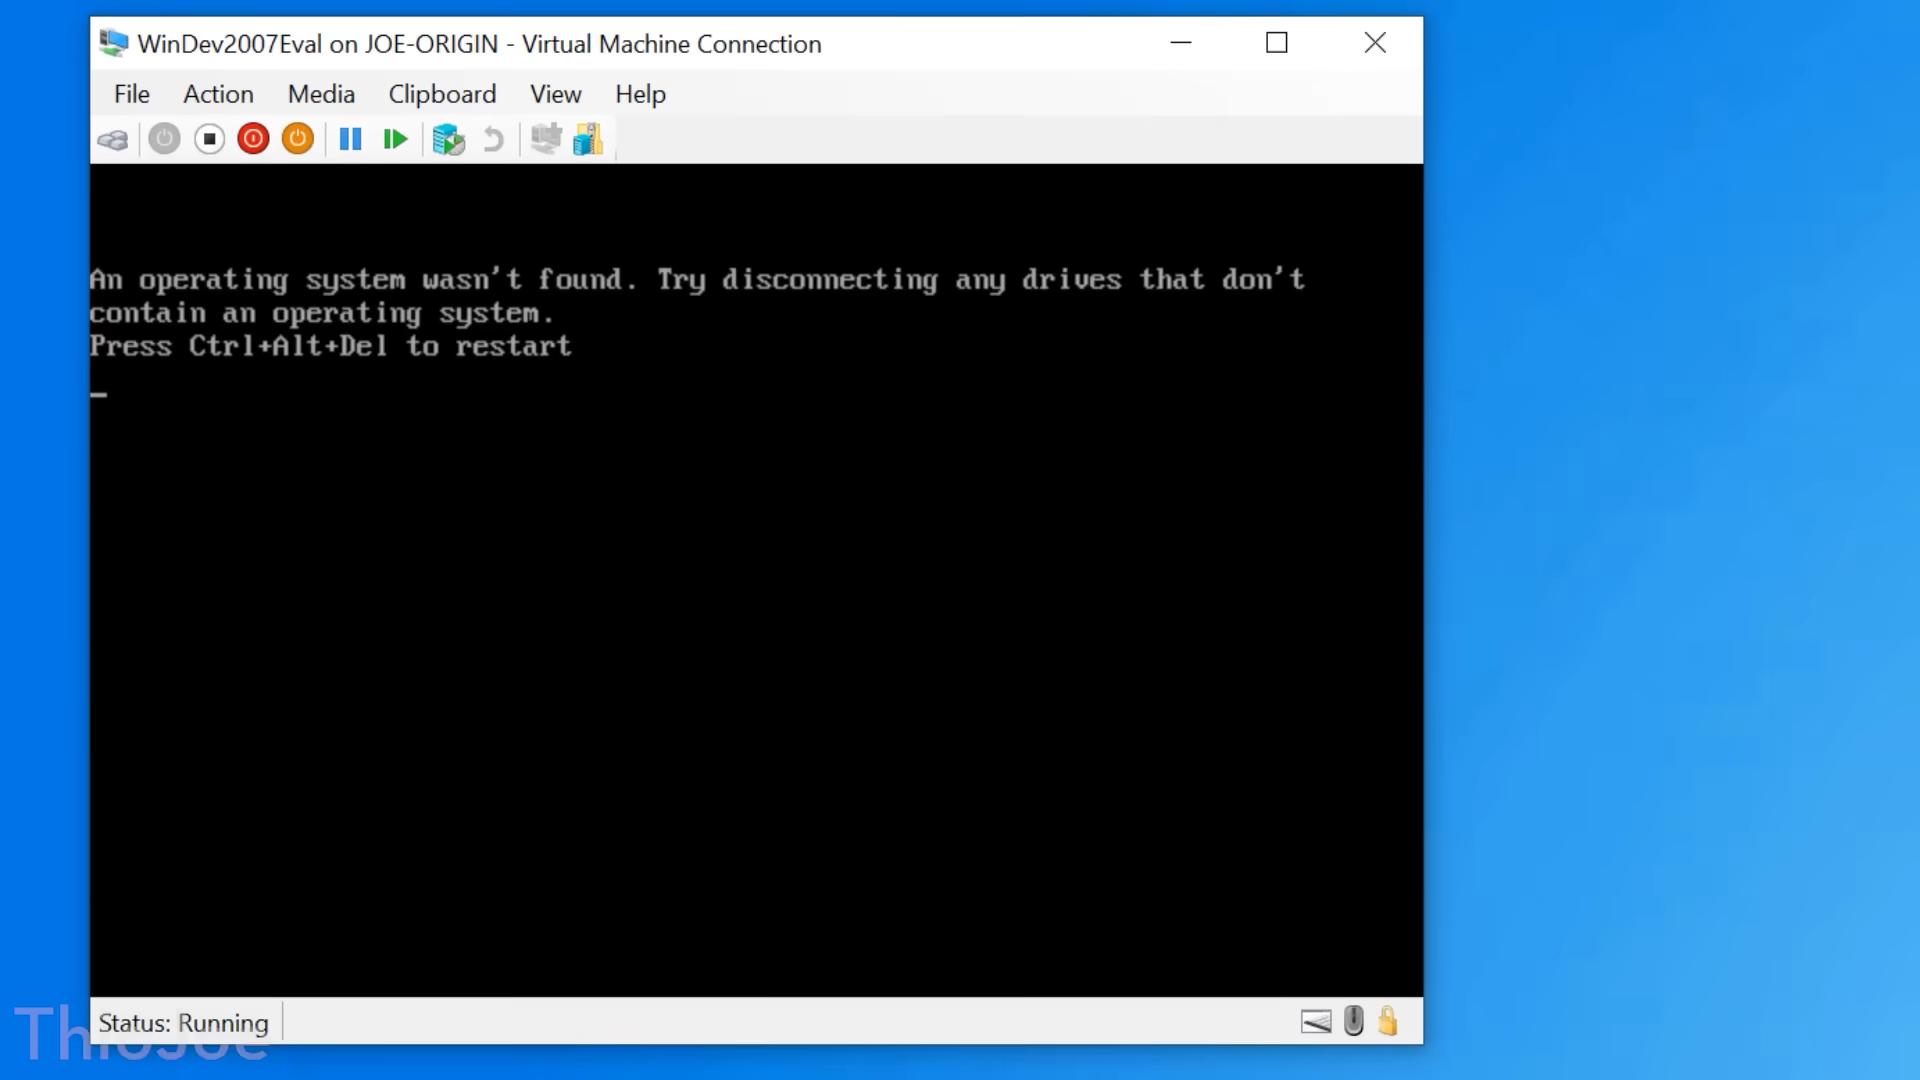 WinDev2007Eval on JOE-ORIGIN - Virtual Machine Connection
File Action Media Clipboard View Help
An operating system wasn't found. Try disconnecting any drives that don't
contain an operating system.
Press Ctrl+Alt+Del to restart
_
Status: Running
ThioJoe